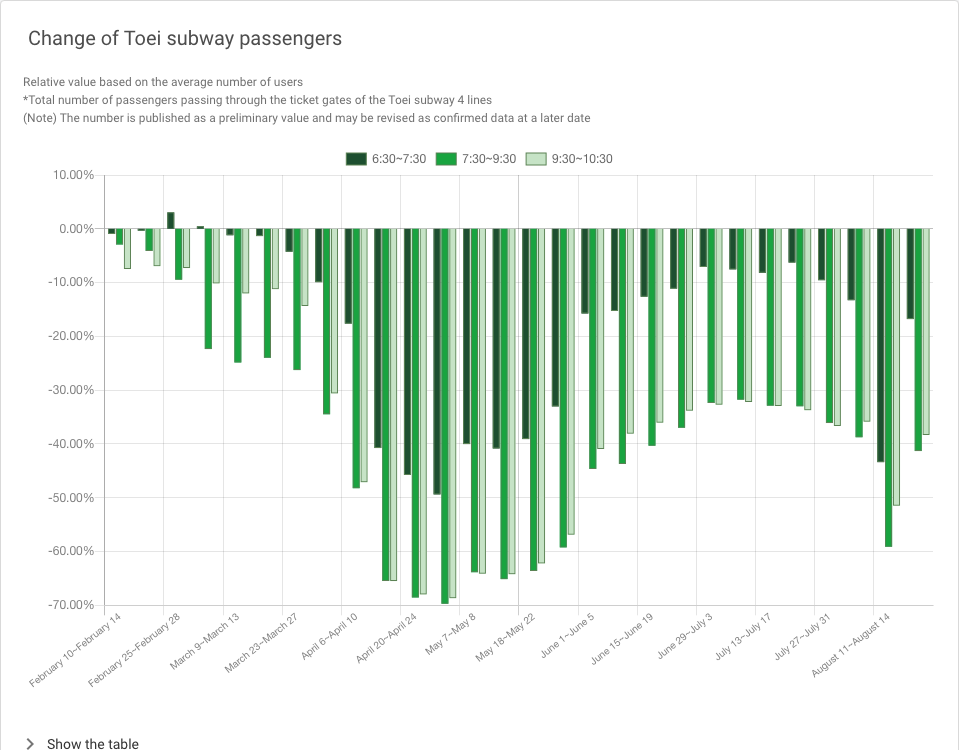 Change of Toei subway passengers
Relative value based on the average number of users
*Total number of passengers passing through the ticket gates of the Toei subway 4 lines
(Note) The number is published as a preliminary value and may be revised as confirmed data at a later date
6:30~7:30 7:30~9:30 9:30~10:30
10.00%
0.00%
-10.00%
-20.00%
-30.00%
-40.00%
-50.00%
-60.00%
-70.00%
February 10~February 14
February 25~February 28
March 9~March 13
March 23~March 27
April 6~April 10
April 20~April 24
May 7~May 8
May 18~May 22
June 1~June 5
June 15~June 19
June 29~July 3
July 13~July 17
July 27~July 31
August 11~August 14
Show the table